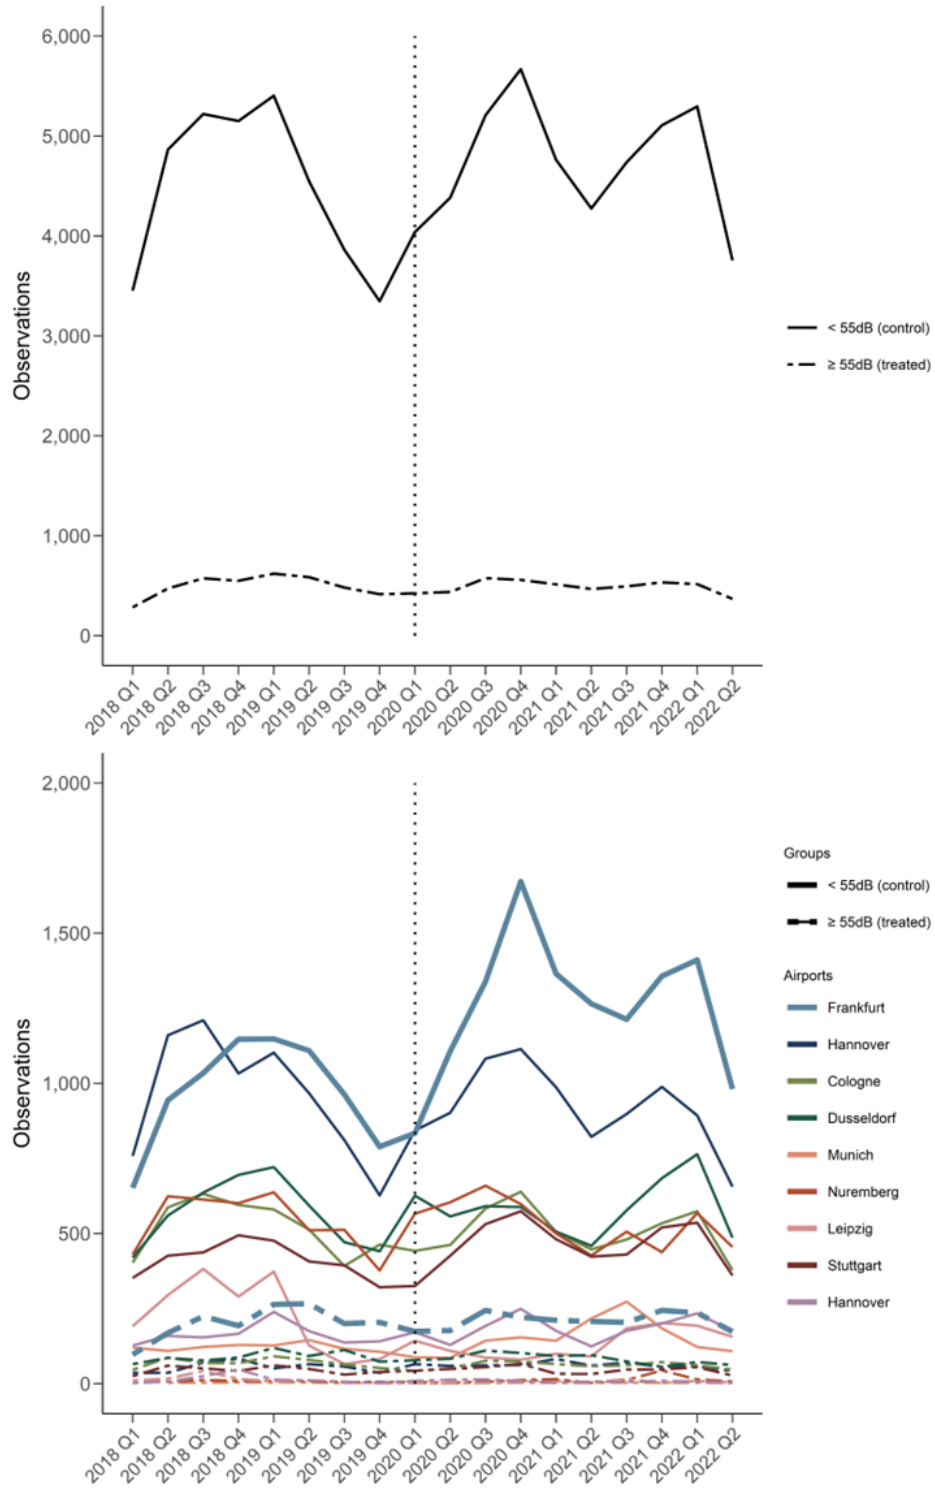 6,000
5,000
4,000
3,000
2,000
1,000
0
Observations
< 55dB (control)
≥ 55dB (treated)
2018 Q1
2018 Q2
2018 Q3
2018 Q4
2019 Q1
2019 Q2
2019 Q3
2019 Q4
2020 Q1
2020 Q2
2020 Q3
2020 Q4
2021 Q1
2021 Q2
2021 Q3
2021 Q4
2022 Q1
2022 Q2
2,000
1,500
1,000
500
0
Observations
Groups
< 55dB (control)
≥ 55dB (treated)
Airports
Frankfurt
Hannover
Cologne
Dusseldorf
Munich
Nuremberg
Leipzig
Stuttgart
Hannover
2018 Q1
2018 Q2
2018 Q3
2018 Q4
2019 Q1
2019 Q2
2019 Q3
2019 Q4
2020 Q1
2020 Q2
2020 Q3
2020 Q4
2021 Q1
2021 Q2
2021 Q3
2021 Q4
2022 Q1
2022 Q2